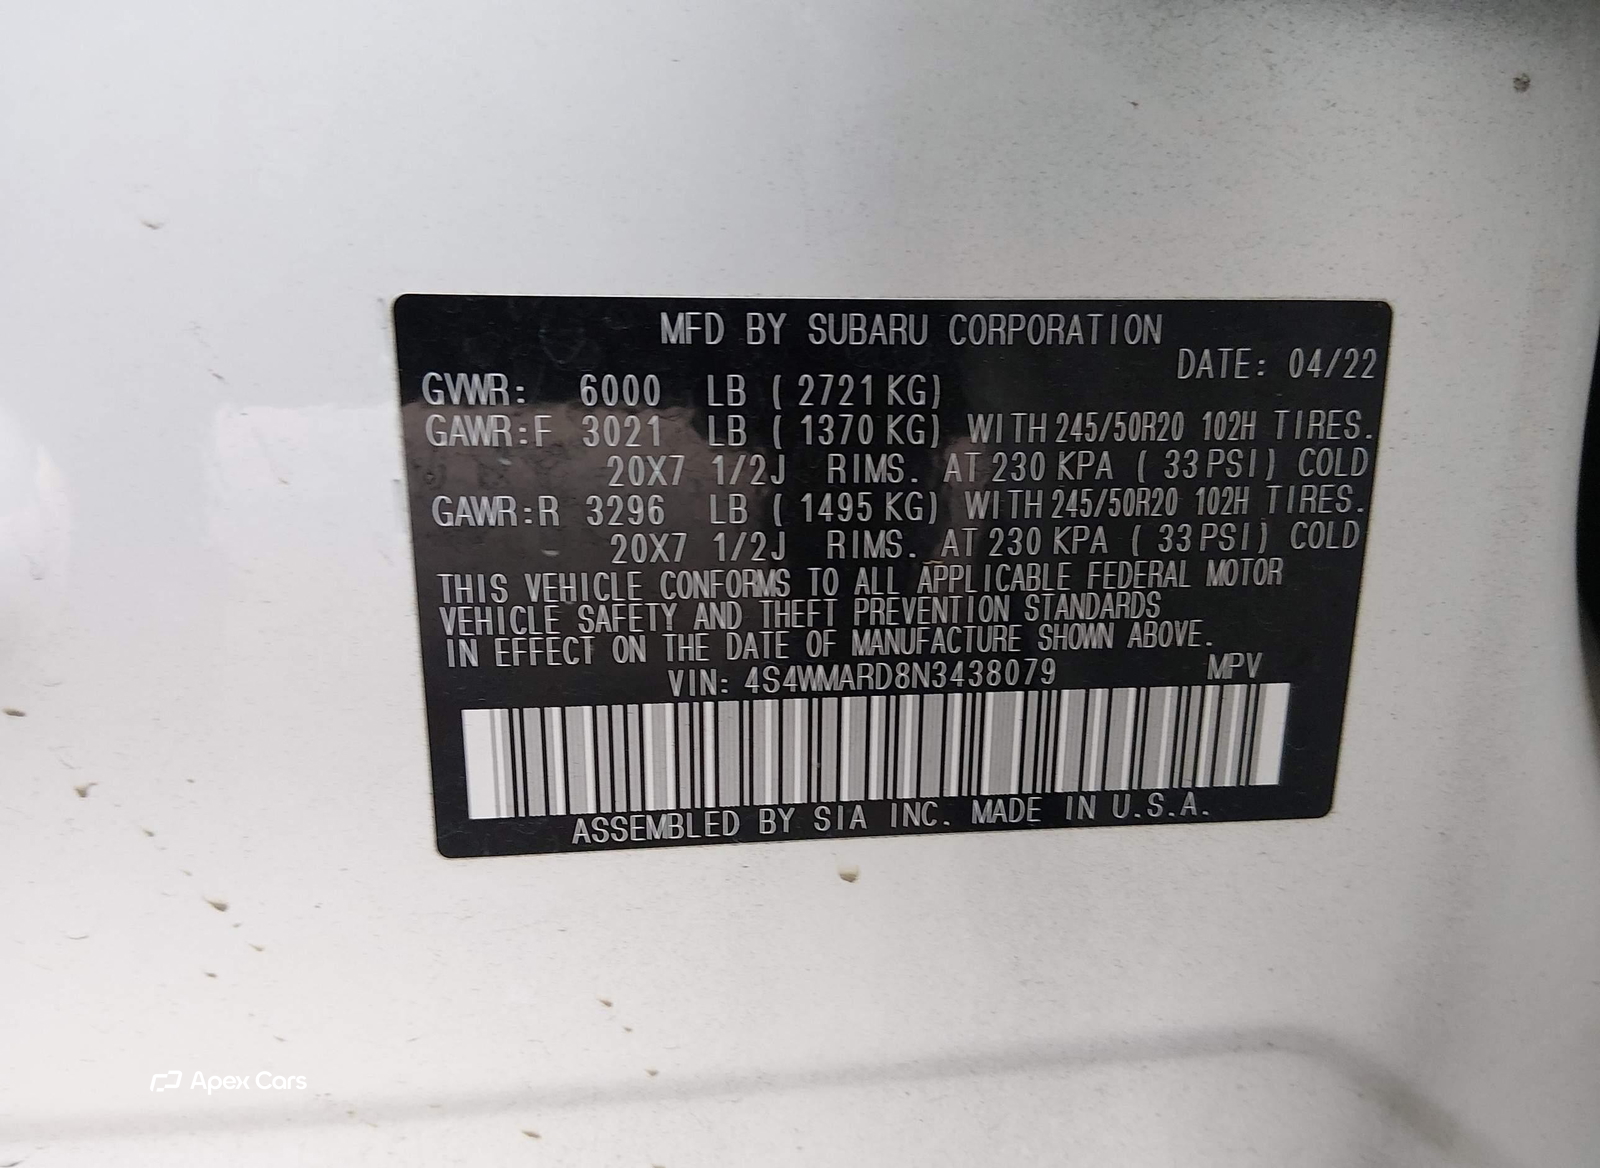 MFD BY SUBARU CORPORATION
DATE: 04/22
GVWR: 6000 LB ( 2721 KG)
GAWR:F 3021 LB ( 1370 KG) WITH 245/50R20 102H TIRES.
20X7 1/2J RIMS. AT 230 KPA ( 33 PSI) COLD
GAWR:R 3296 LB ( 1495 KG) WITH 245/50R20 102H TIRES.
20X7 1/2J RIMS. AT 230 KPA ( 33 PSI) COLD
THIS VEHICLE CONFORMS TO ALL APPLICABLE FEDERAL MOTOR
VEHICLE SAFETY AND THEFT PREVENTION STANDARDS
IN EFFECT ON THE DATE OF MANUFACTURE SHOWN ABOVE.
VIN: 4S4WMARD8N3438079 MPV
ASSEMBLED BY SIA INC. MADE IN U.S.A.
Apex Cars